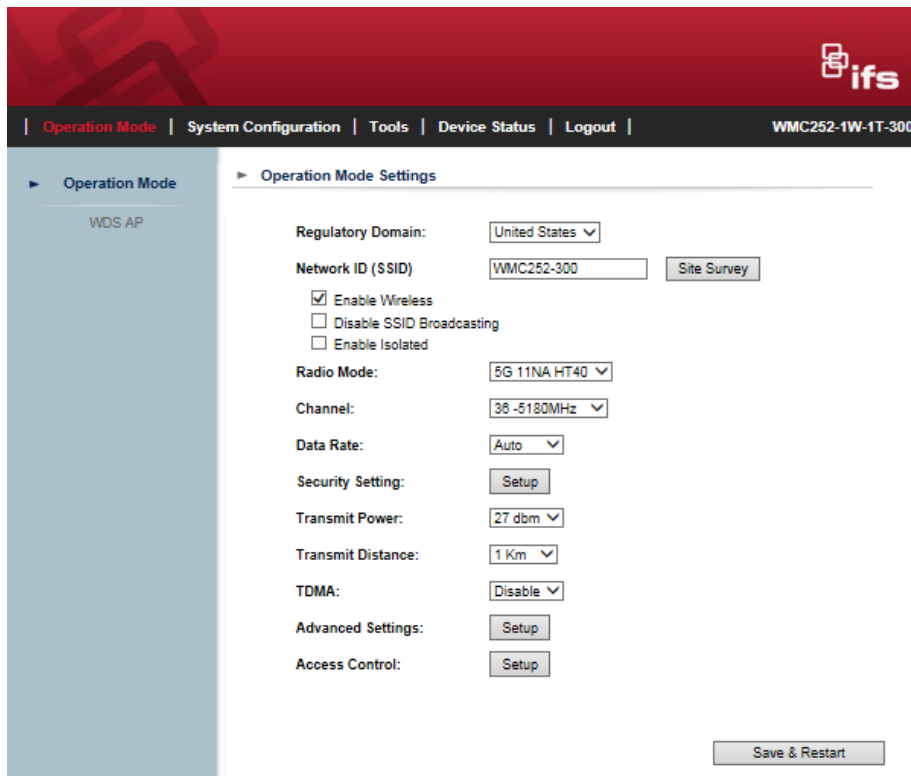 ifs
| Operation Mode | System Configuration | Tools | Device Status | Logout | WMC252-1W-1T-300
Operation Mode
WDS AP
Operation Mode Settings
Regulatory Domain: United States
Network ID (SSID) WMC252-300 Site Survey
Enable Wireless
Disable SSID Broadcasting
Enable Isolated
Radio Mode: 5G 11NA HT40
Channel: 36 -5180MHz
Data Rate: Auto
Security Setting: Setup
Transmit Power: 27 dbm
Transmit Distance: 1 Km
TDMA: Disable
Advanced Settings: Setup
Access Control: Setup
Save & Restart